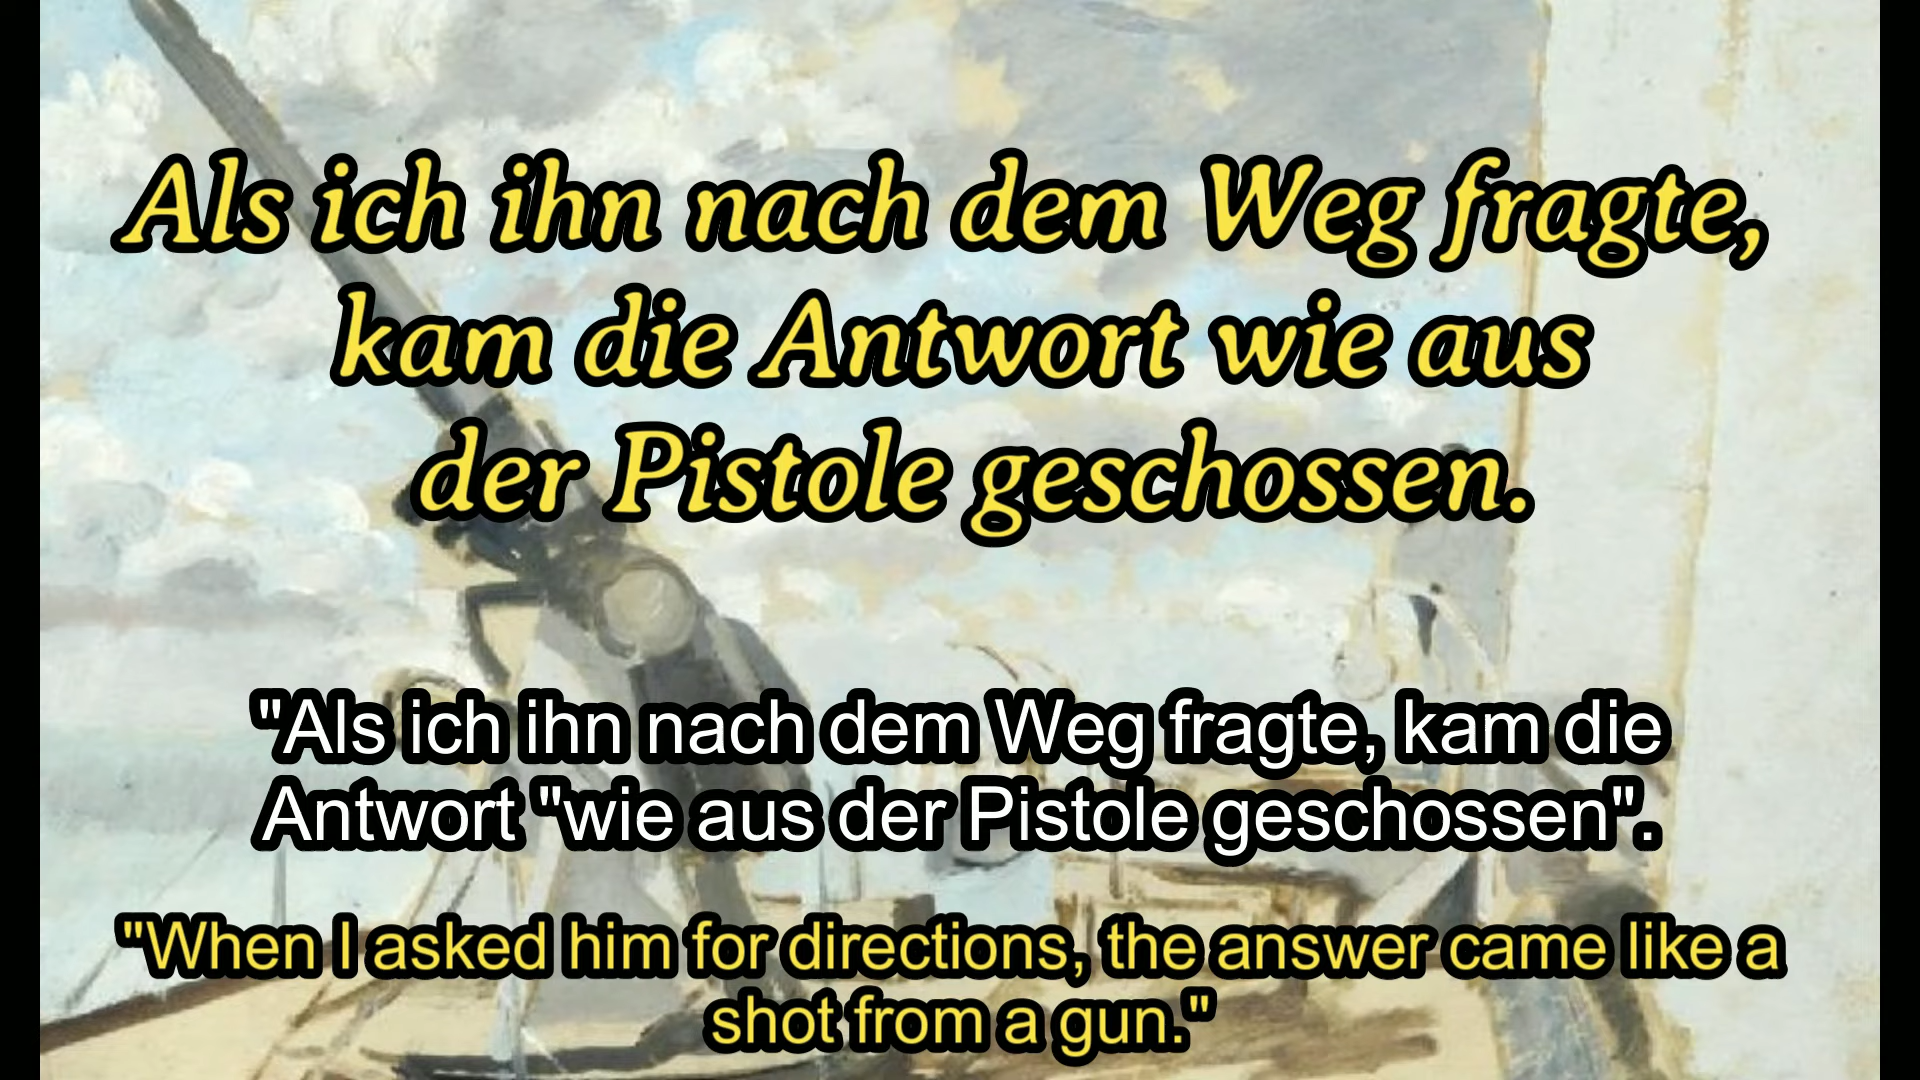 Als ich ihn nach dem Weg fragte,
kam die Antwort wie aus
der Pistole geschossen.
"Als ich ihn nach dem Weg fragte, kam die
Antwort "wie aus der Pistole geschossen".
"When I asked him for directions, the answer came like a
shot from a gun."